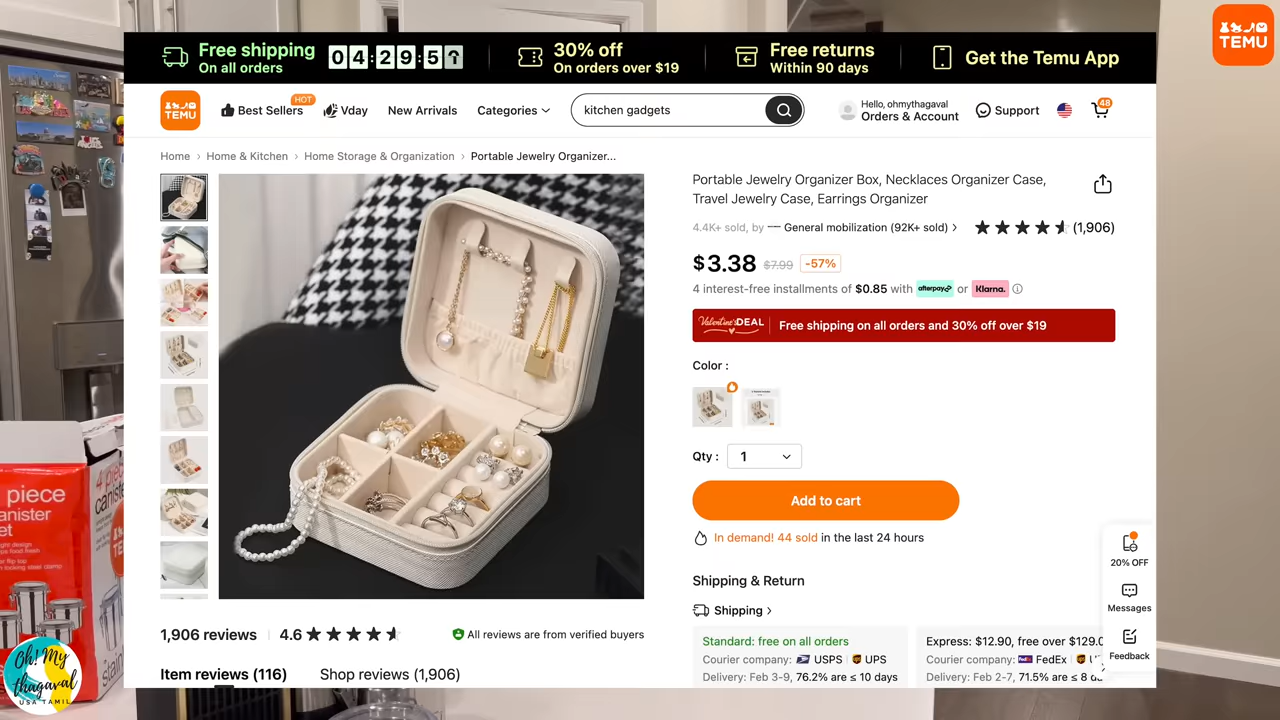 Free shipping
On all orders
04:29:5
30% off
On orders over $19
Free returns
Within 90 days
Get the Temu App
TEMU
TEMU
Best Sellers
HOT
Vday
New Arrivals
Categories
kitchen gadgets
Hello, ohmythagaval
Orders & Account
Support
48
Home › Home & Kitchen › Home Storage & Organization › Portable Jewelry Organizer...
Portable Jewelry Organizer Box, Necklaces Organizer Case,
Travel Jewelry Case, Earrings Organizer
4.4K+ sold, by General mobilization (92K+ sold) ›
(1,906)
$3.38 $7.99 -57%
4 interest-free installments of $0.85 with afterpay or Klarna.
Valentine's DEAL
Free shipping on all orders and 30% off over $19
Color :
Qty : 1
Add to cart
In demand! 44 sold in the last 24 hours
Shipping & Return
Shipping ›
Standard: free on all orders
Courier company: USPS UPS
Delivery: Feb 3-9, 76.2% are ≤ 10 days
Express: $12.90, free over $129.0
Courier company: FedEx
Delivery: Feb 2-7, 71.5% are ≤ 8
20% OFF
Messages
Feedback
1,906 reviews
4.6
All reviews are from verified buyers
Item reviews (116)
Shop reviews (1,906)
piece
4 piece
Oh! My
thagaval
USA TAMIL